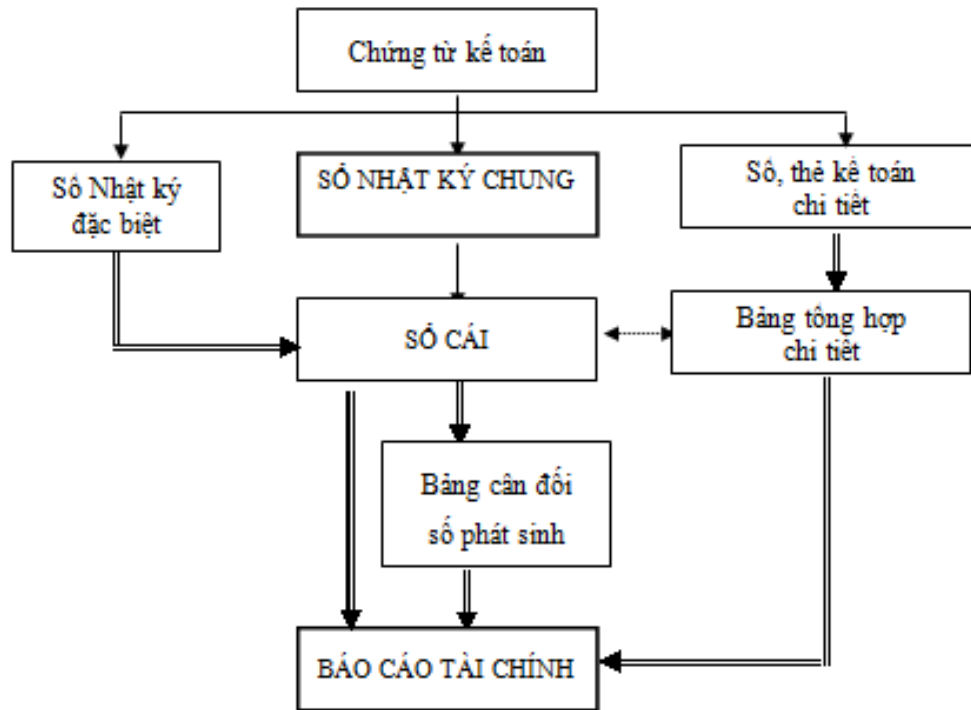 Chứng từ kế toán
Sổ Nhật ký
đặc biệt
SỔ NHẬT KÝ CHUNG
Sổ, thẻ kế toán
chi tiết
SỔ CÁI
Bảng tổng hợp
chi tiết
Bảng cân đối
số phát sinh
BÁO CÁO TÀI CHÍNH